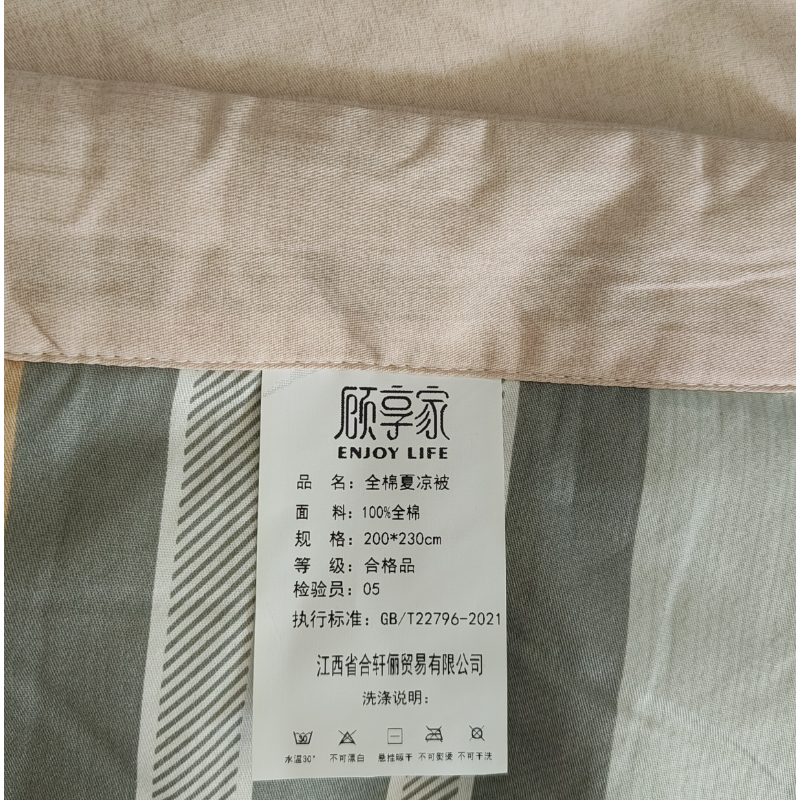 顾享家
ENJOY LIFE
品 名：全棉夏凉被
面 料：100%全棉
规 格：200*230cm
等 级：合格品
检验员：05
执行标准：GB/T22796-2021
江西省合轩俪贸易有限公司
洗涤说明：
30
水温30° 不可漂白 悬挂晾干 不可熨烫 不可干洗